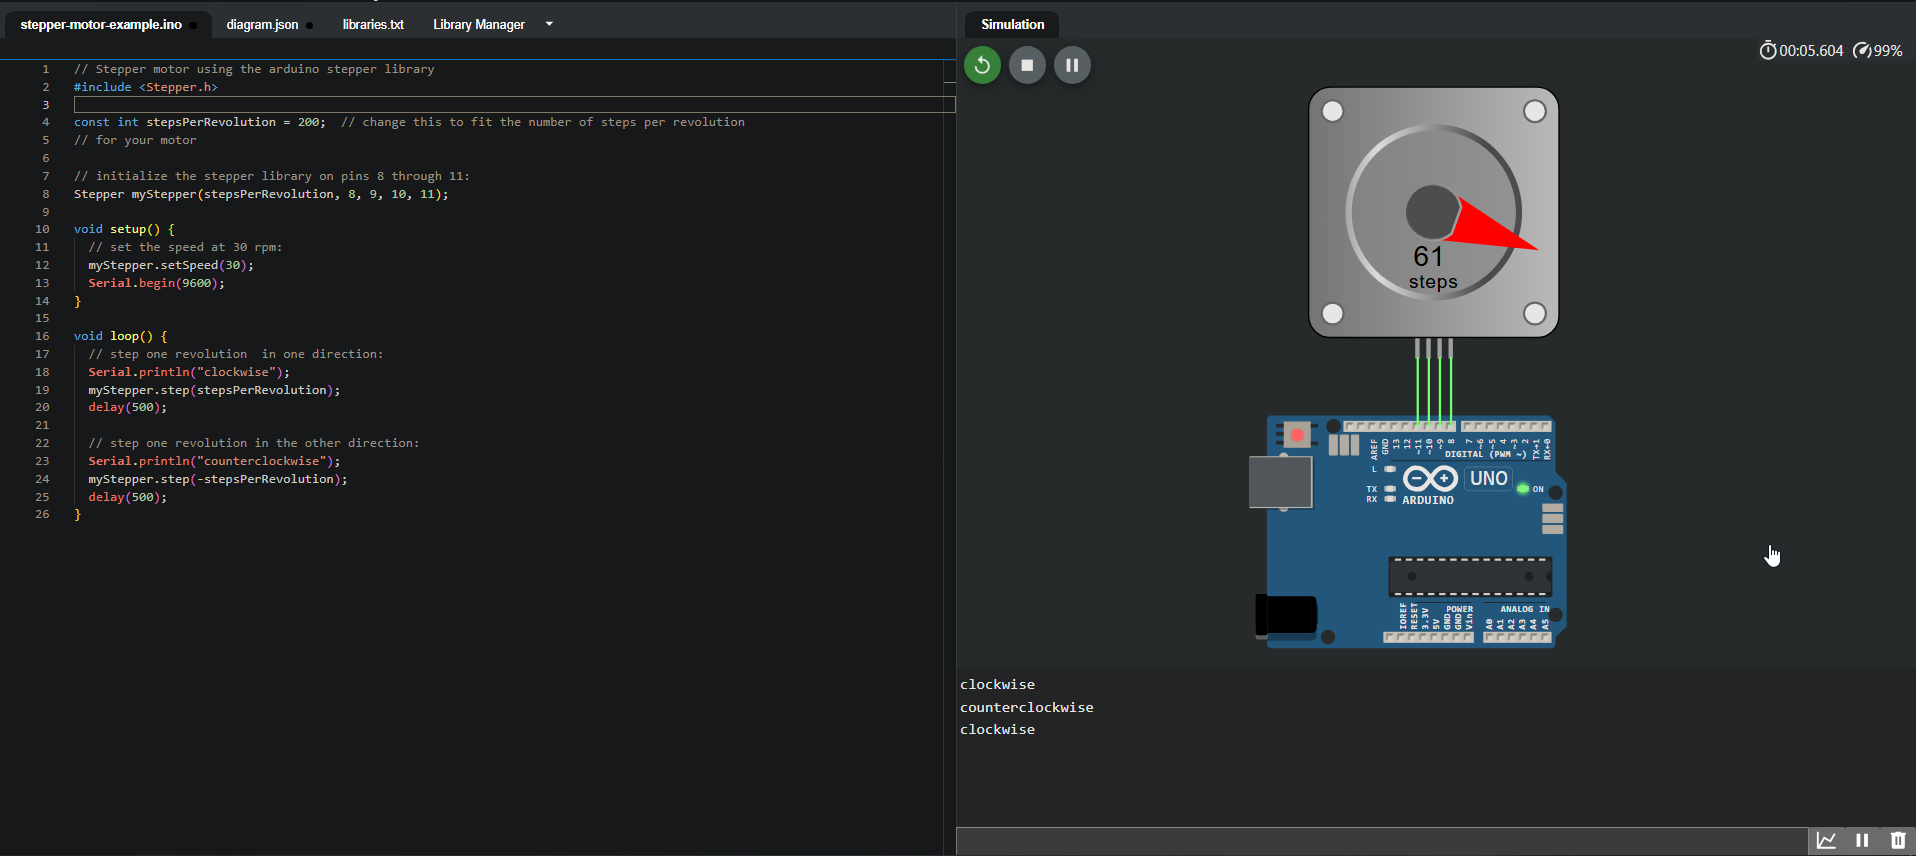 stepper-motor-example.ino
diagram.json
libraries.txt
Library Manager
1 // Stepper motor using the arduino stepper library
2 #include <Stepper.h>
3
4 const int stepsPerRevolution = 200;  // change this to fit the number of steps per revolution
5 // for your motor
6
7 // initialize the stepper library on pins 8 through 11:
8 Stepper myStepper(stepsPerRevolution, 8, 9, 10, 11);
9
10 void setup() {
11 // set the speed at 30 rpm:
12 myStepper.setSpeed(30);
13 Serial.begin(9600);
14 }
15
16 void loop() {
17 // step one revolution  in one direction:
18 Serial.println("clockwise");
19 myStepper.step(stepsPerRevolution);
20 delay(500);
21
22 // step one revolution in the other direction:
23 Serial.println("counterclockwise");
24 myStepper.step(-stepsPerRevolution);
25 delay(500);
26 }
Simulation
00:05.604 99%
61
steps
AREF GND 13 12 ~11 ~10 ~9 8 7 ~6 ~5 4 ~3 2 TX→1 RX←0
DIGITAL (PWM ~)
L
TX
RX
UNO
ON
ARDUINO
POWER
ANALOG IN
IOREF RESET 3.3V 5V GND GND Vin A0 A1 A2 A3 A4 A5
clockwise
counterclockwise
clockwise